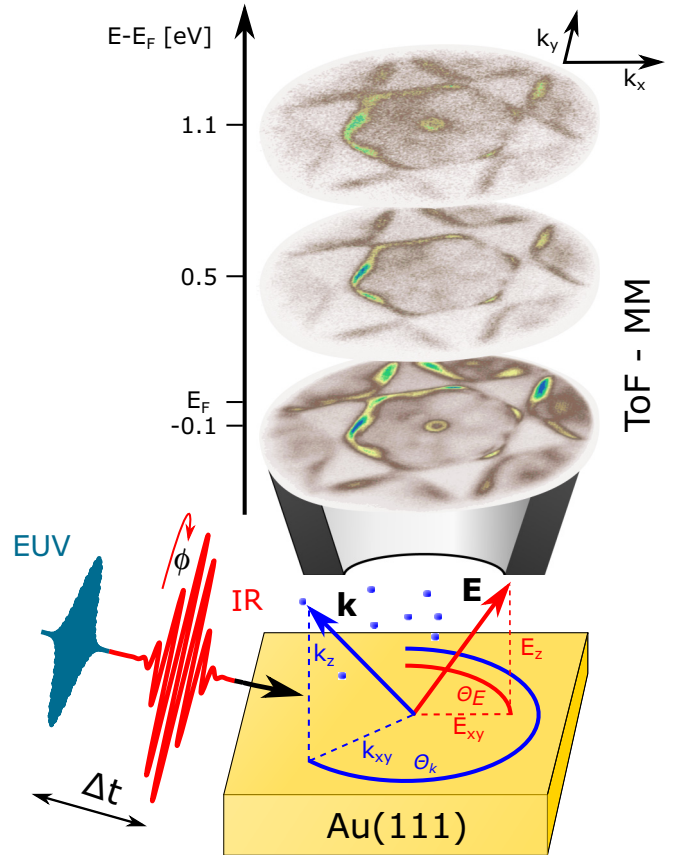 E-E_F [eV]
k_y
k_x
1.1
0.5
E_F
-0.1
ToF - MM
EUV
ϕ
IR
k
E
k_z
E_z
Θ_E
E_xy
k_xy
Θ_k
Δt
Au(111)